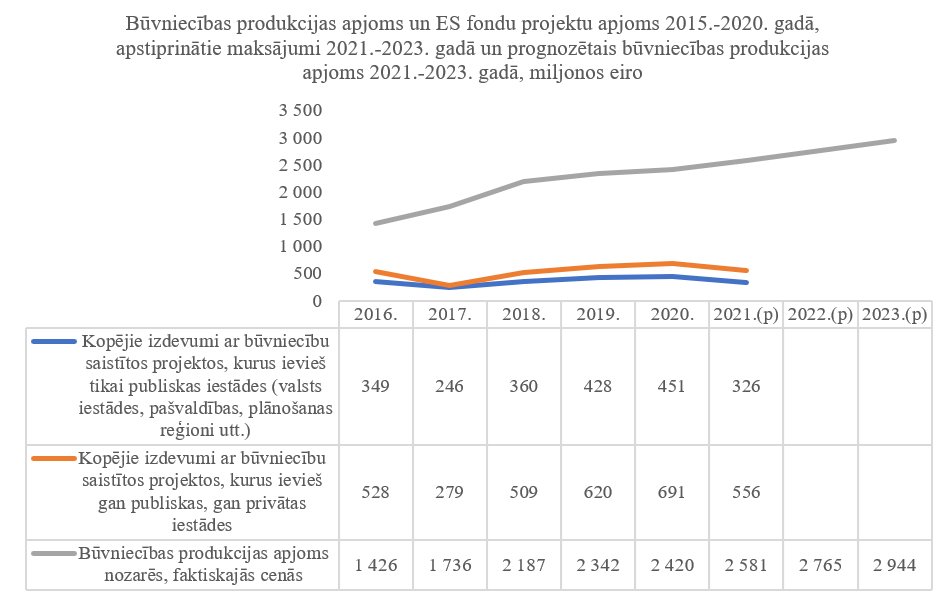 Būvniecības produkcijas apjoms un ES fondu projektu apjoms 2015.-2020. gadā,
apstiprinātie maksājumi 2021.-2023. gadā un prognozētais būvniecības produkcijas
apjoms 2021.-2023. gadā, miljonos eiro
3 500
3 000
2 500
2 000
1 500
1 000
500
0
2016. 2017. 2018. 2019. 2020. 2021.(p) 2022.(p) 2023.(p)
Kopējie izdevumi ar būvniecību
saistītos projektos, kurus ievieš
tikai publiskas iestādes (valsts
iestādes, pašvaldības, plānošanas
reģioni utt.)
349 246 360 428 451 326
Kopējie izdevumi ar būvniecību
saistītos projektos, kurus ievieš
gan publiskas, gan privātas
iestādes
528 279 509 620 691 556
Būvniecības produkcijas apjoms
nozarēs, faktiskajās cenās
1 426 1 736 2 187 2 342 2 420 2 581 2 765 2 944